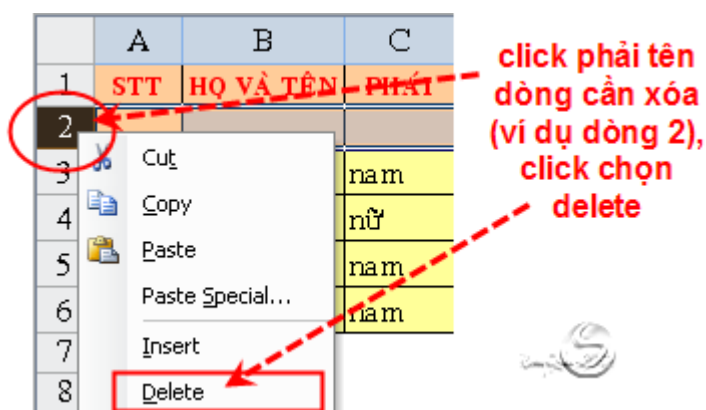 A B C
1 STT HỌ VÀ TÊN PHÁI
2
3 nam
4 nữ
5 nam
6 nam
7
8
Cut
Copy
Paste
Paste Special...
Insert
Delete
click phải tên
dòng cần xóa
(ví dụ dòng 2),
click chọn
delete